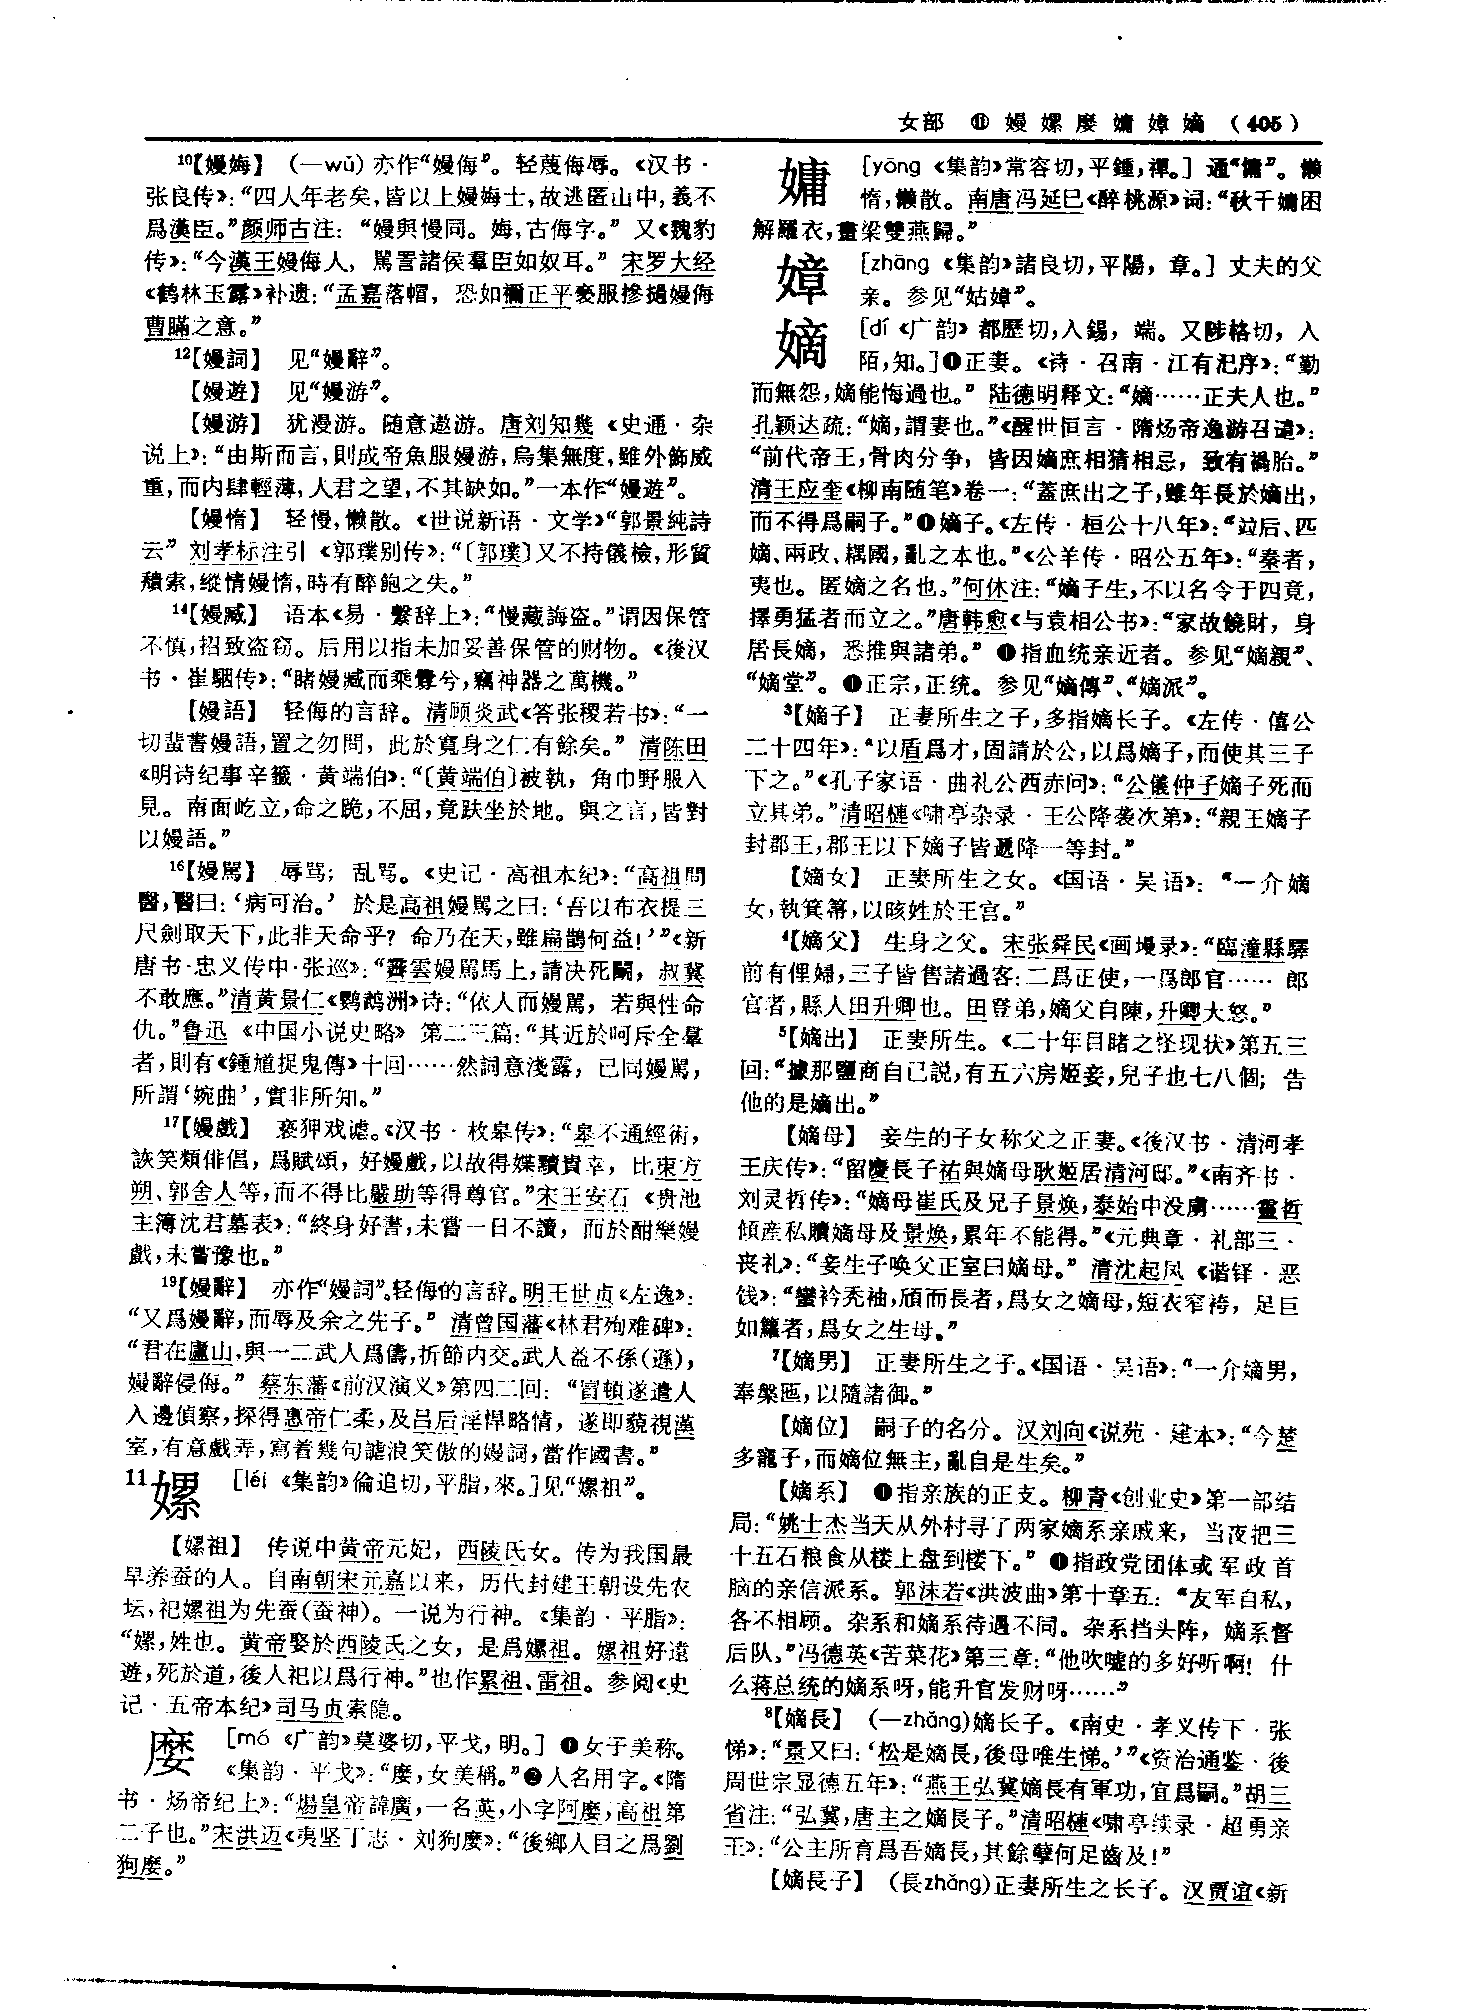 女部 ⑪ 嫚嫘嬤嫞嫜嫡 (405)
¹⁰【嫚娒】 (—wǔ)亦作“嫚侮”。轻蔑侮辱。《汉书·
张良传》：“四人年老矣，皆以上嫚娒士，故逃匿山中，義不
爲漢臣。”颜师古注：“嫚與慢同。娒，古侮字。”又《魏豹
传》：“今漢王嫚侮人，駡詈諸侯羣臣如奴耳。”宋罗大经
《鹤林玉露》补遗：“孟嘉落帽，恐如禰正平褻服摻撾嫚侮
曹瞞之意。”
¹²【嫚詞】 见“嫚辭”。
【嫚遊】 见“嫚游”。
【嫚游】 犹漫游。随意遨游。唐刘知幾《史通·杂
说上》：“由斯而言，則成帝魚服嫚游，烏集無度，雖外飾威
重，而内肆輕薄，人君之望，不其缺如。”一本作“嫚遊”。
【嫚惰】 轻慢，懒散。《世说新语·文学》“郭景純詩
云”刘孝标注引《郭璞别传》：“〔郭璞〕又不持儀檢，形質
穨索，縱情嫚惰，時有醉飽之失。”
¹⁴【嫚臧】 语本《易·繫辞上》：“慢藏誨盗。”谓因保管
不慎，招致盗窃。后用以指未加妥善保管的财物。《後汉
书·崔駰传》：“睹嫚臧而乘釁兮，竊神器之萬機。”
【嫚語】 轻侮的言辞。清顾炎武《答张稷若书》：“一
切蜚書嫚語，置之勿問，此於寬身之仁有餘矣。”清陈田
《明诗纪事辛籤·黄端伯》：“〔黄端伯〕被執，角巾野服入
見。南面屹立，命之跪，不屈，竟趺坐於地。與之言，皆對
以嫚語。”
¹⁶【嫚駡】 辱骂；乱骂。《史记·高祖本纪》：“高祖問
醫，醫曰：‘病可治。’於是高祖嫚駡之曰：‘吾以布衣提三
尺劍取天下，此非天命乎？命乃在天，雖扁鵲何益！’”《新
唐书·忠义传中·张巡》：“霽雲嫚駡馬上，請决死鬭，叔冀
不敢應。”清黄景仁《鹦鹉洲》诗：“依人而嫚駡，若與性命
仇。”鲁迅《中国小说史略》第二三篇：“其近於呵斥全羣
者，則有《鍾馗捉鬼傳》十回……然詞意淺露，已同嫚駡，
所謂‘婉曲’，實非所知。”
¹⁷【嫚戲】 亵狎戏谑。《汉书·枚皋传》：“皋不通經術，
詼笑類俳倡，爲賦頌，好嫚戲，以故得媟黷貴幸，比東方
朔、郭舍人等，而不得比嚴助等得尊官。”宋王安石《贵池
主簿沈君墓表》：“終身好書，未嘗一日不讀，而於酣樂嫚
戲，未嘗豫也。”
¹⁹【嫚辭】 亦作“嫚詞”。轻侮的言辞。明王世贞《左逸》：
“又爲嫚辭，而辱及余之先子。”清曾国藩《林君殉难碑》：
“君在廬山，與一二武人爲儔，折節内交。武人益不孫(遜)，
嫚辭侵侮。”蔡东藩《前汉演义》第四二回：“冒頓遂遣人
入邊偵察，探得惠帝仁柔，及吕后淫悍略情，遂即藐視漢
室，有意戲弄，寫着幾句謔浪笑傲的嫚詞，當作國書。”
11嫘 [léi《集韵》倫追切，平脂，來。]见“嫘祖”。
【嫘祖】 传说中黄帝元妃，西陵氏女。传为我国最
早养蚕的人。自南朝宋元嘉以来，历代封建王朝设先农
坛，祀嫘祖为先蚕(蚕神)。一说为行神。《集韵·平脂》：
“嫘，姓也。黄帝娶於西陵氏之女，是爲嫘祖。嫘祖好遠
遊，死於道，後人祀以爲行神。”也作累祖、雷祖。参阅《史
记·五帝本纪》司马贞索隐。
嬤 [mó《广韵》莫婆切，平戈，明。] ❶女子美称。
《集韵·平戈》：“嬤，女美稱。”❷人名用字。《隋
书·炀帝纪上》：“煬皇帝諱廣，一名英，小字阿嬤，高祖第
二子也。”宋洪迈《夷坚丁志·刘狗嬤》：“後鄉人目之爲劉
狗嬤。”
嫞 [yōng《集韵》常容切，平鍾，禪。]通“慵”。懒
惰，懒散。南唐冯延巳《醉桃源》词：“秋千嫞困
解羅衣，畫梁雙燕歸。”
嫜 [zhāng《集韵》諸良切，平陽，章。]丈夫的父
亲。参见“姑嫜”。
嫡 [dí《广韵》都歷切，入錫，端。又陟格切，入
陌，知。]❶正妻。《诗·召南·江有汜序》：“勤
而無怨，嫡能悔過也。”陆德明释文：“嫡……正夫人也。”
孔颖达疏：“嫡，謂妻也。”《醒世恒言·隋炀帝逸游召谴》：
“前代帝王，骨肉分争，皆因嫡庶相猜相忌，致有禍胎。”
清王应奎《柳南随笔》卷一：“蓋庶出之子，雖年長於嫡出，
而不得爲嗣子。”❷嫡子。《左传·桓公十八年》：“竝后、匹
嫡、兩政、耦國，亂之本也。”《公羊传·昭公五年》：“秦者，
夷也。匿嫡之名也。”何休注：“嫡子生，不以名令于四竟，
擇勇猛者而立之。”唐韩愈《与袁相公书》：“家故饒財，身
居長嫡，悉推與諸弟。”❸指血统亲近者。参见“嫡親”、
“嫡堂”。❹正宗，正统。参见“嫡傳”、“嫡派”。
³【嫡子】 正妻所生之子，多指嫡长子。《左传·僖公
二十四年》：“以盾爲才，固請於公，以爲嫡子，而使其三子
下之。”《孔子家语·曲礼公西赤问》：“公儀仲子嫡子死而
立其弟。”清昭槤《啸亭杂录·王公降袭次第》：“親王嫡子
封郡王，郡王以下嫡子皆遞降一等封。”
【嫡女】 正妻所生之女。《国语·吴语》：“一介嫡
女，執箕箒，以晐姓於王宫。”
⁴【嫡父】 生身之父。宋张舜民《画墁录》：“臨潼縣驛
前有俚婦，三子皆售諸過客：二爲正使，一爲郎官……郎
官者，縣人田升卿也。田登弟，嫡父自陳，升卿大怒。”
⁵【嫡出】 正妻所生。《二十年目睹之怪现状》第五三
回：“據那鹽商自己説，有五六房姬妾，兒子也七八個；告
他的是嫡出。”
【嫡母】 妾生的子女称父之正妻。《後汉书·清河孝
王庆传》：“留慶長子祐與嫡母耿姬居清河邸。”《南齐书·
刘灵哲传》：“嫡母崔氏及兄子景焕，泰始中没虜……靈哲
傾産私贖嫡母及景焕，累年不能得。”《元典章·礼部三·
丧礼》：“妾生子唤父正室曰嫡母。”清沈起凤《谐铎·恶
饯》：“蠻衿秃袖，頎而長者，爲女之嫡母，短衣窄袴，足巨
如籮者，爲女之生母。”
⁷【嫡男】 正妻所生之子。《国语·吴语》：“一介嫡男，
奉槃匜，以隨諸御。”
【嫡位】 嗣子的名分。汉刘向《说苑·建本》：“今楚
多寵子，而嫡位無主，亂自是生矣。”
【嫡系】 ❶指亲族的正支。柳青《创业史》第一部结
局：“姚士杰当天从外村寻了两家嫡系亲戚来，当夜把三
十五石粮食从楼上盘到楼下。”❷指政党团体或军政首
脑的亲信派系。郭沫若《洪波曲》第十章五：“友军自私，
各不相顾。杂系和嫡系待遇不同。杂系挡头阵，嫡系督
后队。”冯德英《苦菜花》第三章：“他吹嘘的多好听啊！什
么蒋总统的嫡系呀，能升官发财呀……”
⁸【嫡長】 (—zhǎng)嫡长子。《南史·孝义传下·张
悌》：“景又曰：‘松是嫡長，後母唯生悌。’”《资治通鉴·後
周世宗显德五年》：“燕王弘冀嫡長有軍功，宜爲嗣。”胡三
省注：“弘冀，唐主之嫡長子。”清昭槤《啸亭续录·超勇亲
王》：“公主所育爲吾嫡長，其餘孽何足齒及！”
【嫡長子】 (長zhǎng)正妻所生之长子。汉贾谊《新